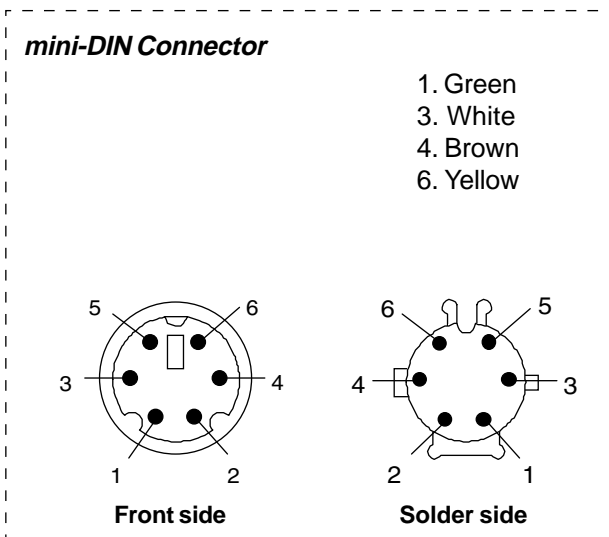 mini-DIN Connector
1. Green
3. White
4. Brown
6. Yellow
5 6
3 4
1 2
Front side
6 5
4 3
2 1
Solder side